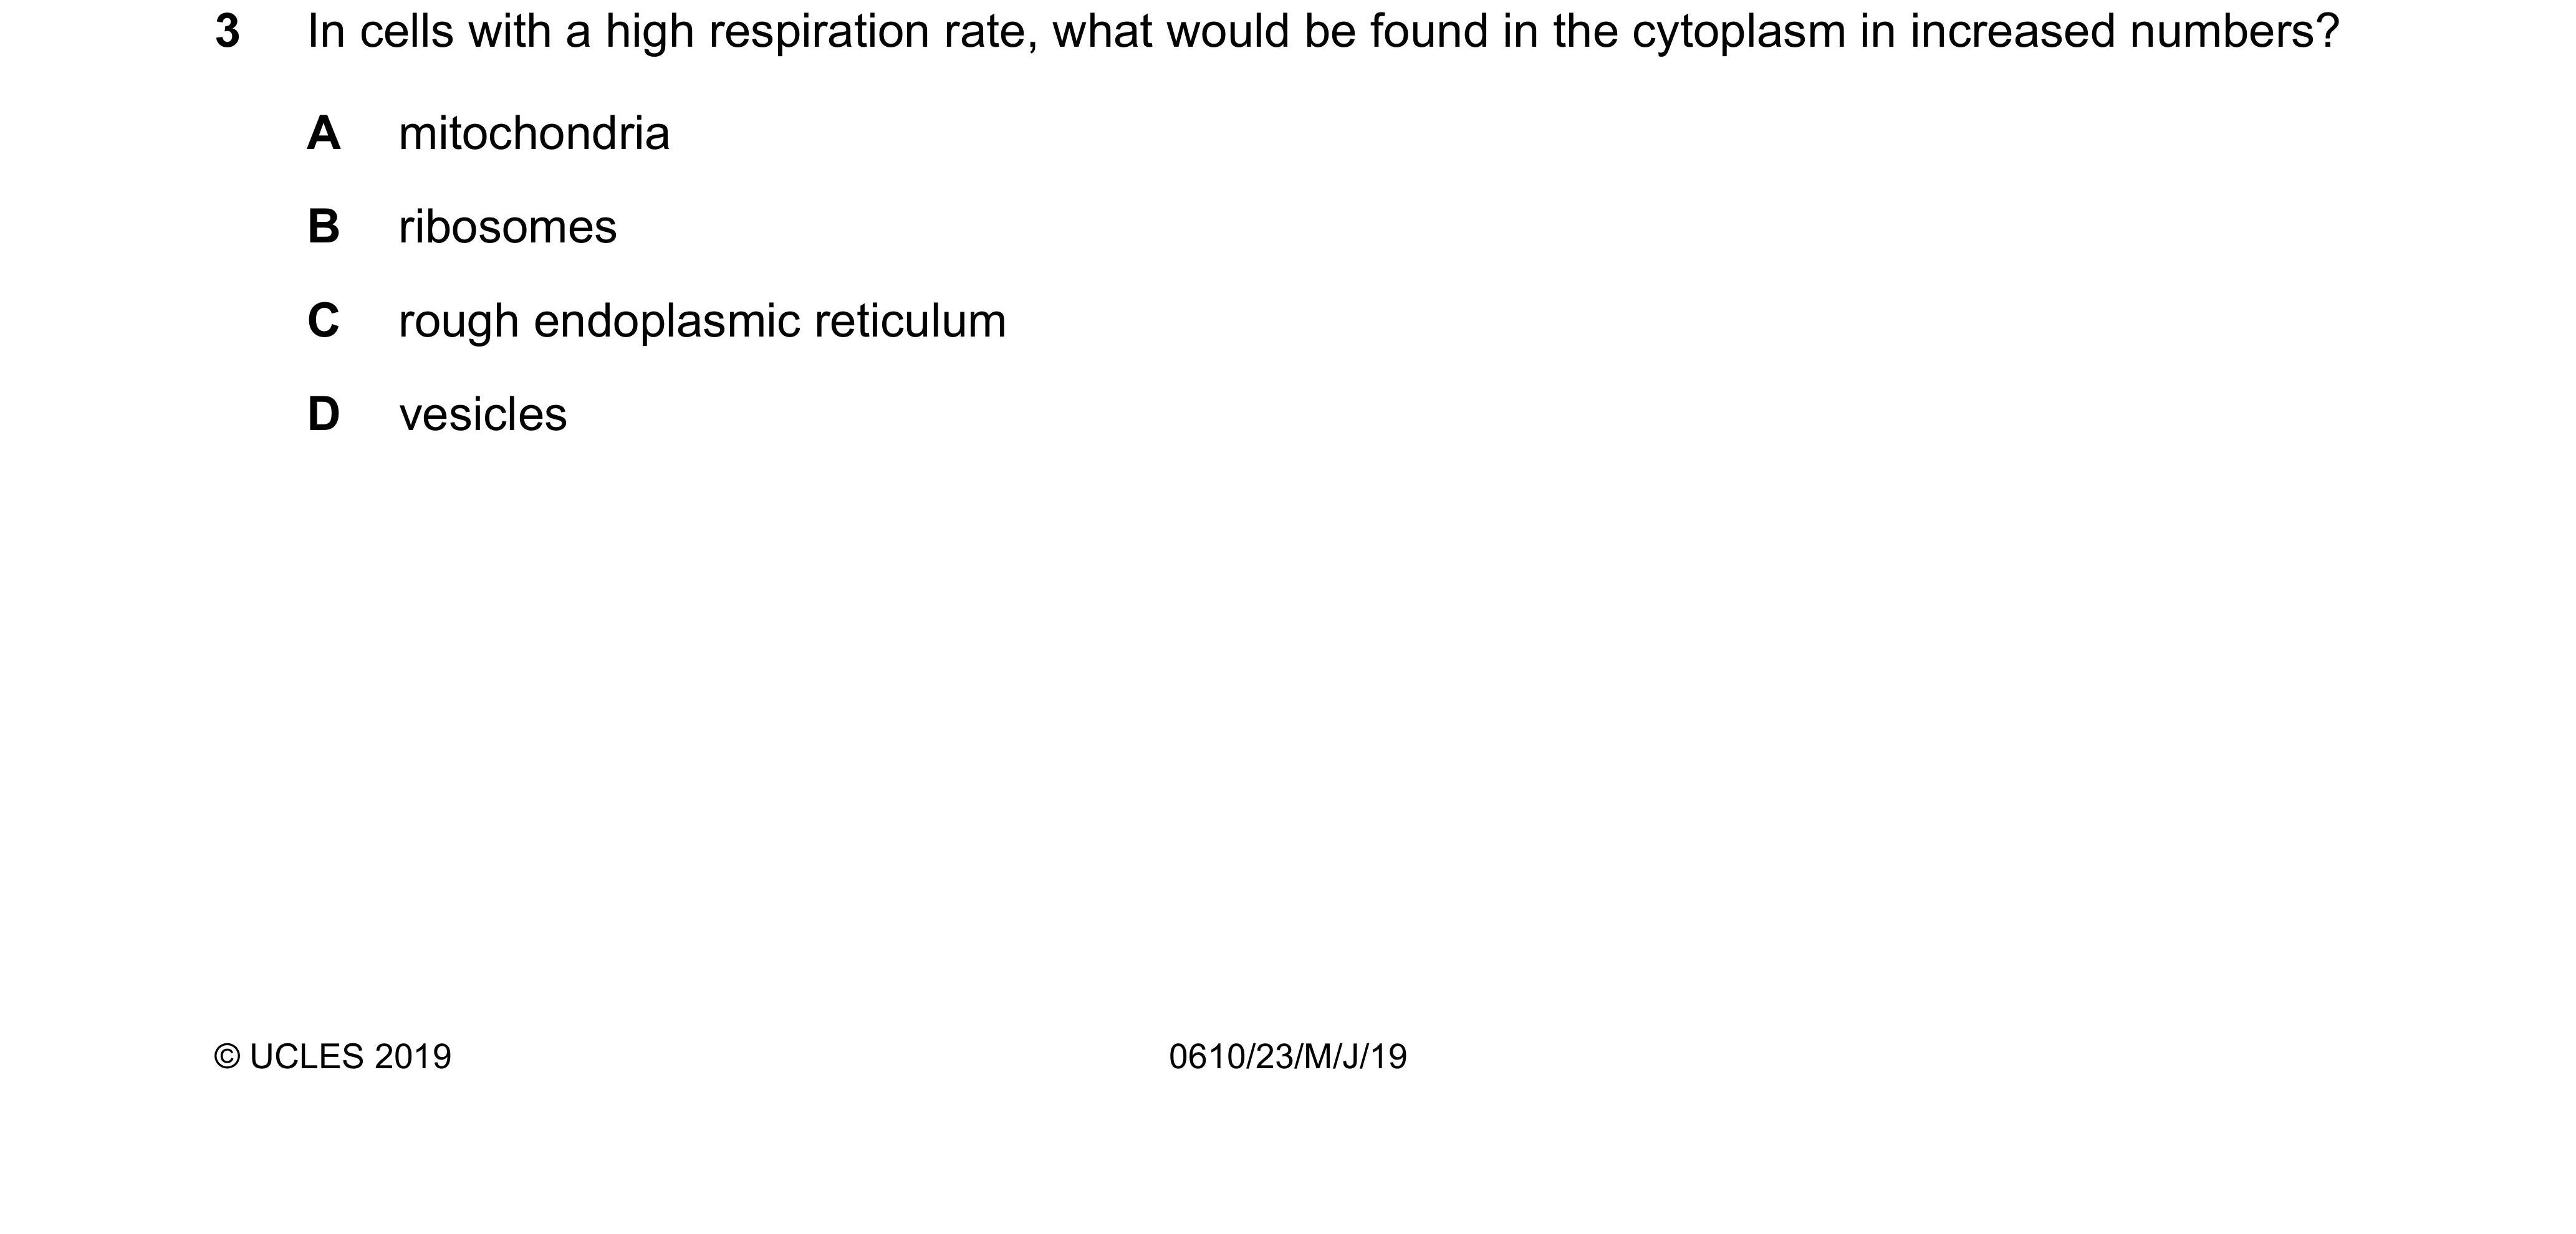 3 In cells with a high respiration rate, what would be found in the cytoplasm in increased numbers?
A mitochondria
B ribosomes
C rough endoplasmic reticulum
D vesicles
© UCLES 2019 0610/23/M/J/19